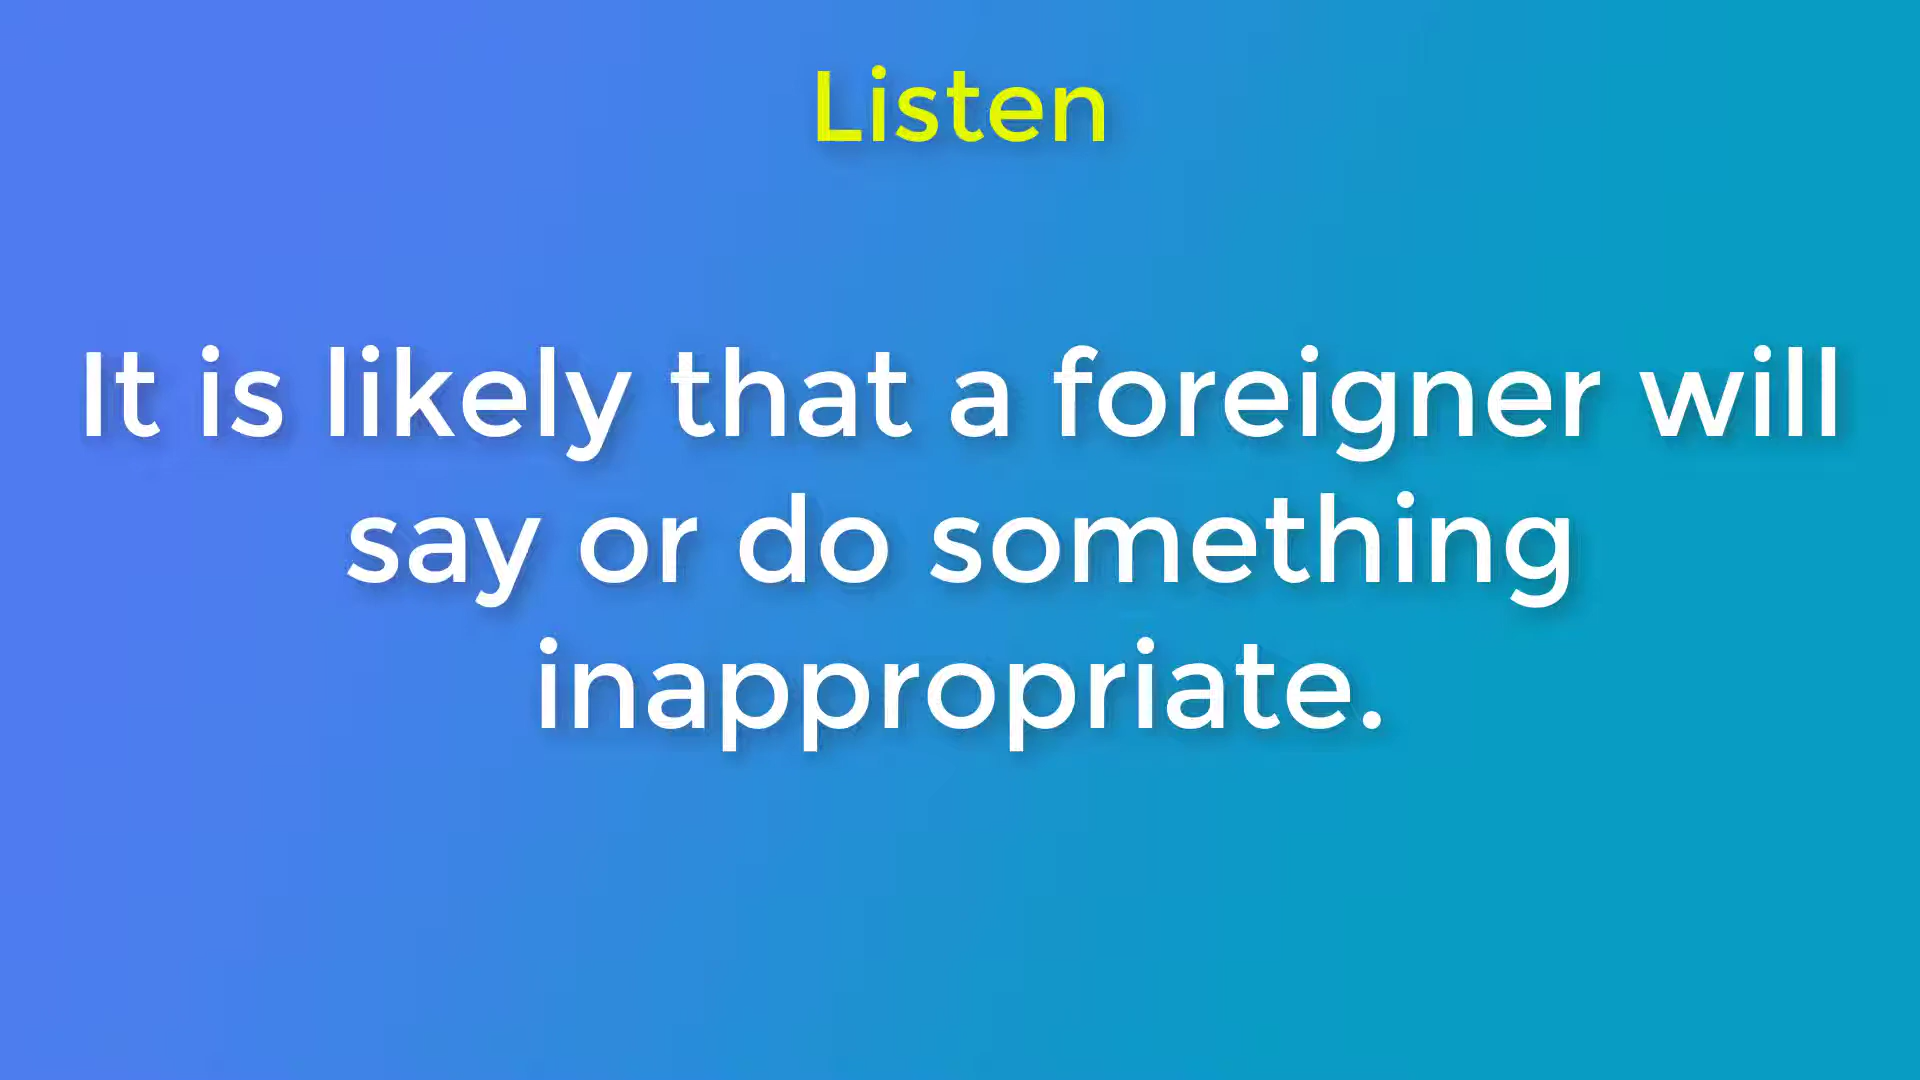 Listen
It is likely that a foreigner will
say or do something
inappropriate.